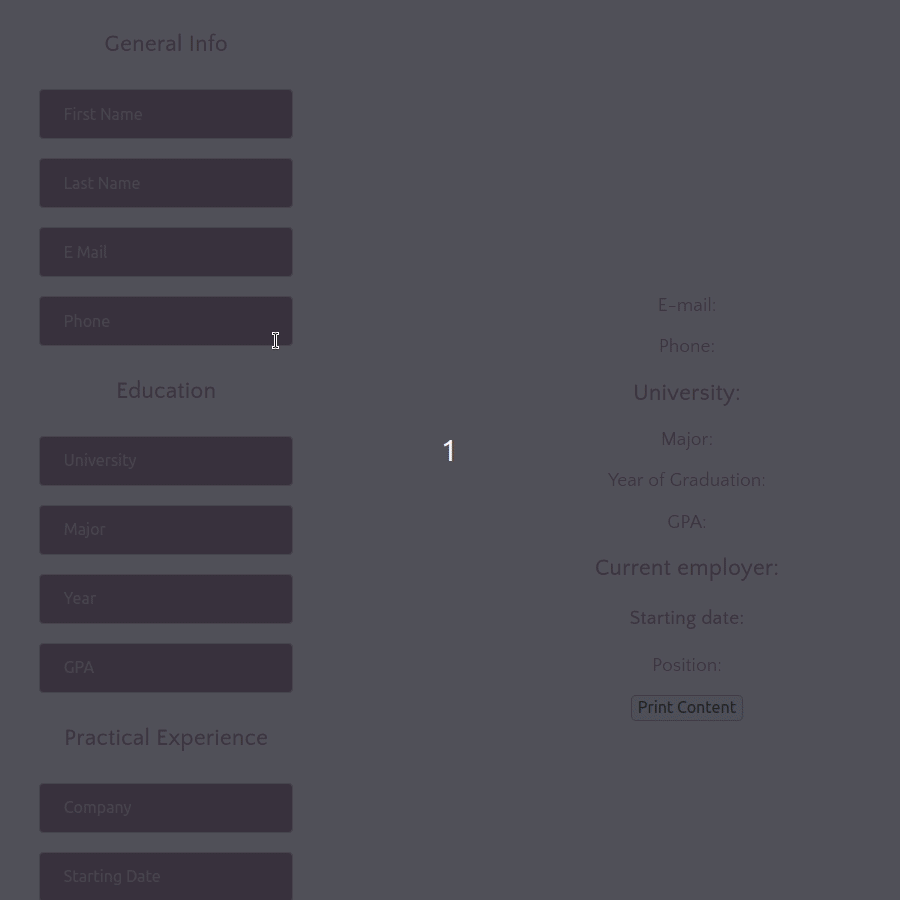 General Info
First Name
Last Name
E Mail
Phone
Education
University
Major
Year
GPA
Practical Experience
Company
Starting Date
1
E-mail:
Phone:
University:
Major:
Year of Graduation:
GPA:
Current employer:
Starting date:
Position:
Print Content